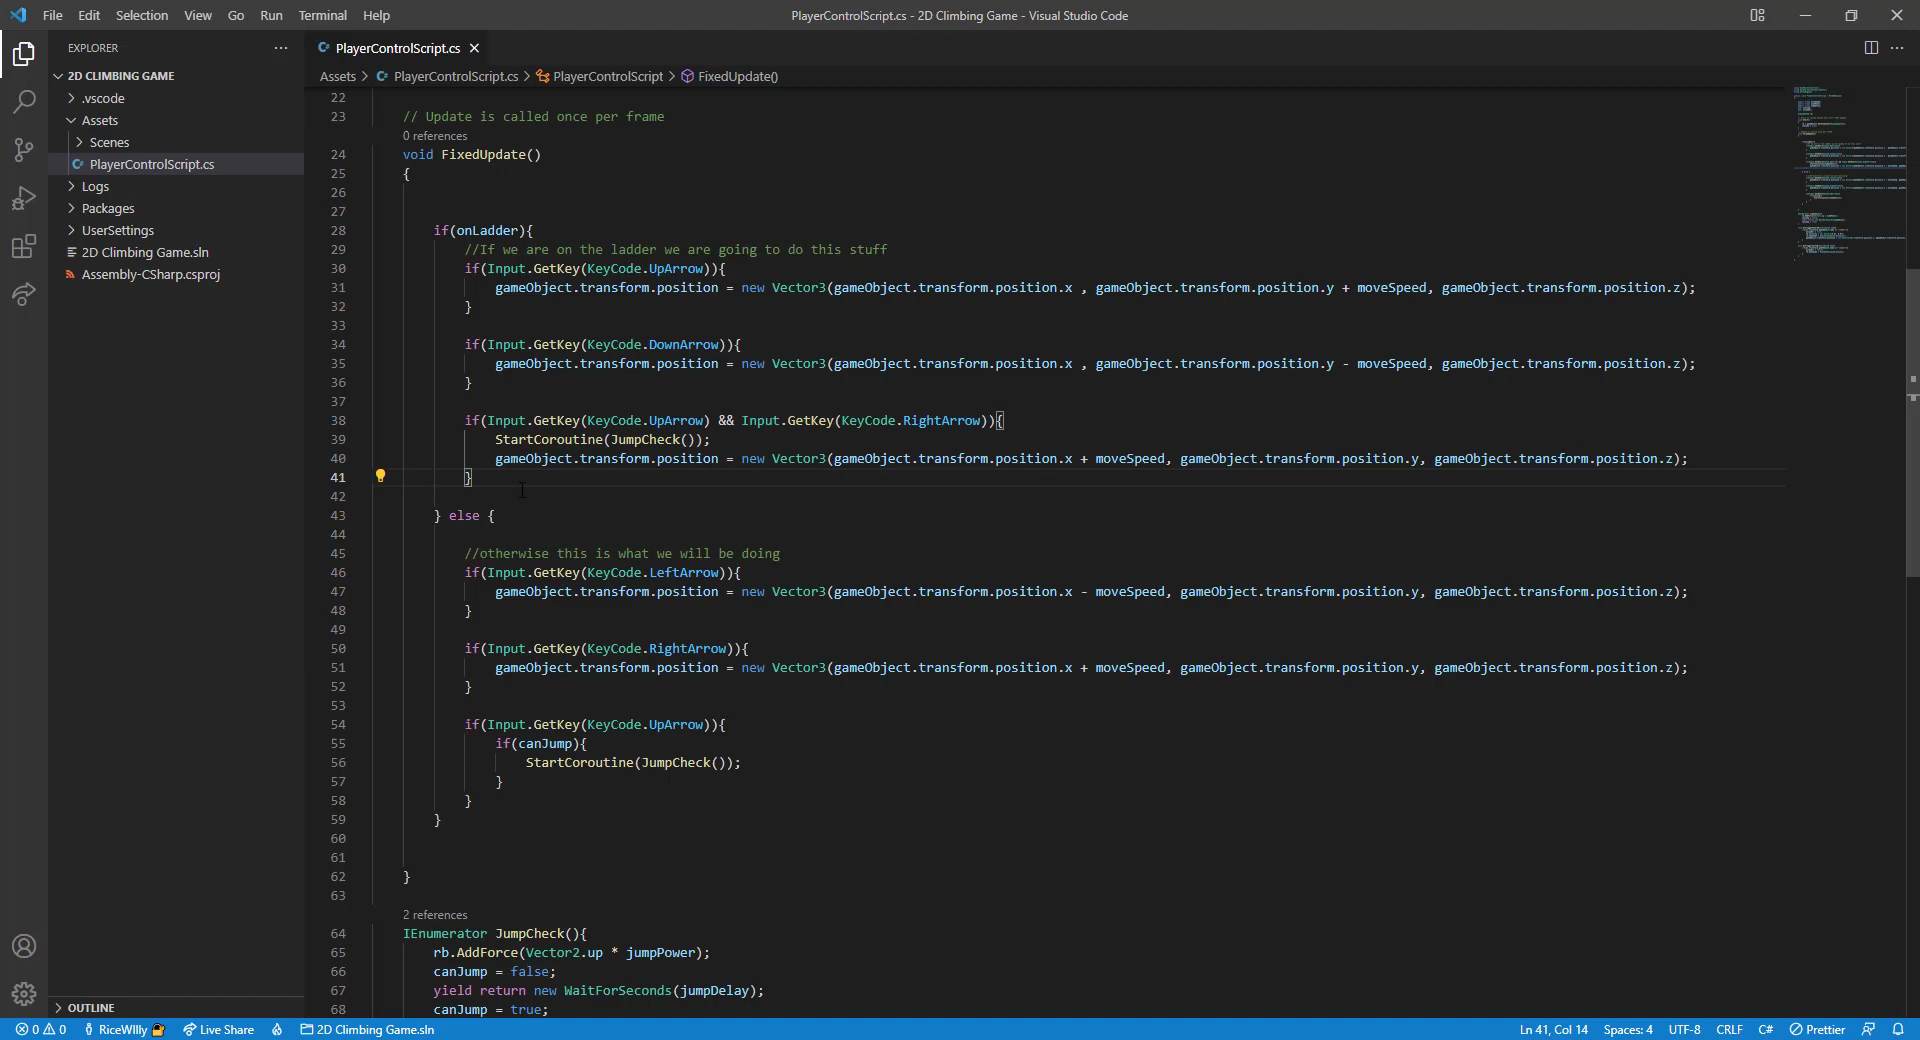 File Edit Selection View Go Run Terminal Help PlayerControlScript.cs - 2D Climbing Game - Visual Studio Code
EXPLORER
PlayerControlScript.cs
2D CLIMBING GAME
Assets > PlayerControlScript.cs > PlayerControlScript > FixedUpdate()
.vscode
Assets
Scenes
PlayerControlScript.cs
Logs
Packages
UserSettings
2D Climbing Game.sln
Assembly-CSharp.csproj
OUTLINE
22
23 // Update is called once per frame
0 references
24 void FixedUpdate()
25 {
26
27
28 if(onLadder){
29 //If we are on the ladder we are going to do this stuff
30 if(Input.GetKey(KeyCode.UpArrow)){
31 gameObject.transform.position = new Vector3(gameObject.transform.position.x , gameObject.transform.position.y + moveSpeed, gameObject.transform.position.z);
32 }
33
34 if(Input.GetKey(KeyCode.DownArrow)){
35 gameObject.transform.position = new Vector3(gameObject.transform.position.x , gameObject.transform.position.y - moveSpeed, gameObject.transform.position.z);
36 }
37
38 if(Input.GetKey(KeyCode.UpArrow) && Input.GetKey(KeyCode.RightArrow)){
39 StartCoroutine(JumpCheck());
40 gameObject.transform.position = new Vector3(gameObject.transform.position.x + moveSpeed, gameObject.transform.position.y, gameObject.transform.position.z);
41 }
42
43 } else {
44
45 //otherwise this is what we will be doing
46 if(Input.GetKey(KeyCode.LeftArrow)){
47 gameObject.transform.position = new Vector3(gameObject.transform.position.x - moveSpeed, gameObject.transform.position.y, gameObject.transform.position.z);
48 }
49
50 if(Input.GetKey(KeyCode.RightArrow)){
51 gameObject.transform.position = new Vector3(gameObject.transform.position.x + moveSpeed, gameObject.transform.position.y, gameObject.transform.position.z);
52 }
53
54 if(Input.GetKey(KeyCode.UpArrow)){
55 if(canJump){
56 StartCoroutine(JumpCheck());
57 }
58 }
59 }
60
61
62 }
63
2 references
64 IEnumerator JumpCheck(){
65 rb.AddForce(Vector2.up * jumpPower);
66 canJump = false;
67 yield return new WaitForSeconds(jumpDelay);
68 canJump = true;
0 0 RiceWIlly Live Share 2D Climbing Game.sln Ln 41, Col 14 Spaces: 4 UTF-8 CRLF C# Prettier